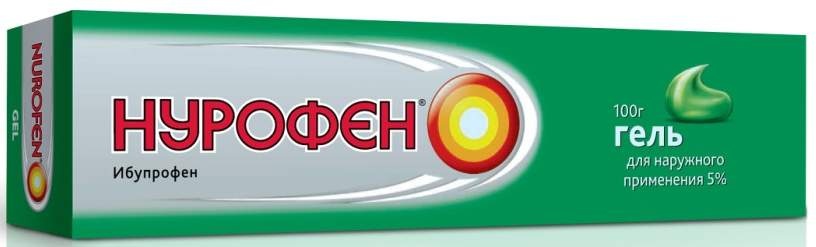 NUROFEN
GEL
НУРОФЕН®
Ибупрофен
100г
гель
для наружного
применения 5%